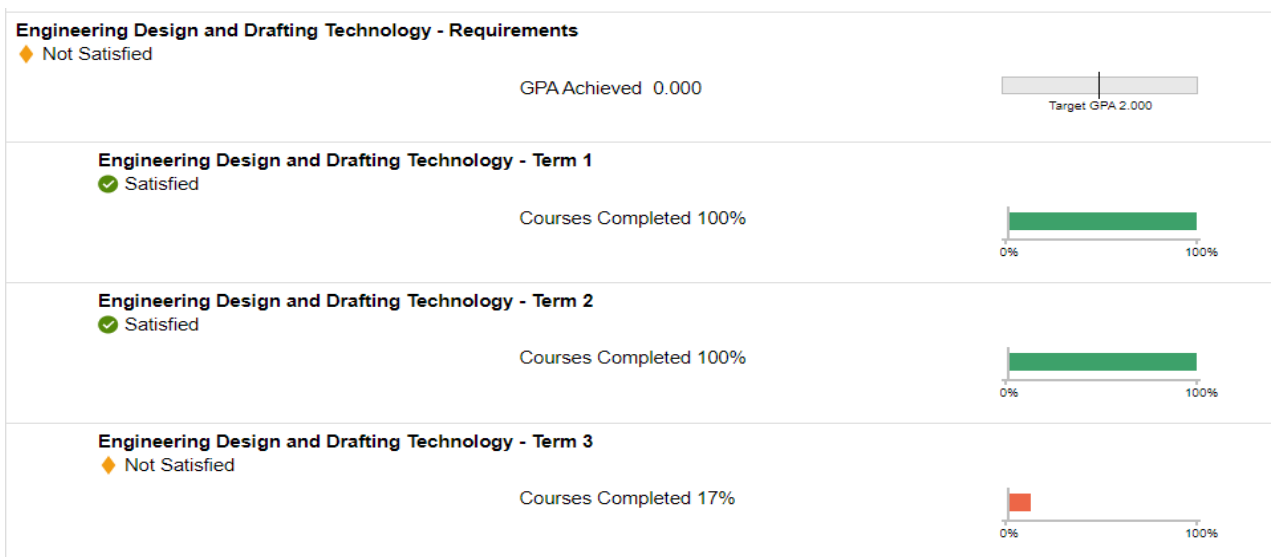 Engineering Design and Drafting Technology - Requirements
Not Satisfied
GPA Achieved 0.000
Target GPA 2.000
Engineering Design and Drafting Technology - Term 1
Satisfied
Courses Completed 100%
0% 100%
Engineering Design and Drafting Technology - Term 2
Satisfied
Courses Completed 100%
0% 100%
Engineering Design and Drafting Technology - Term 3
Not Satisfied
Courses Completed 17%
0% 100%